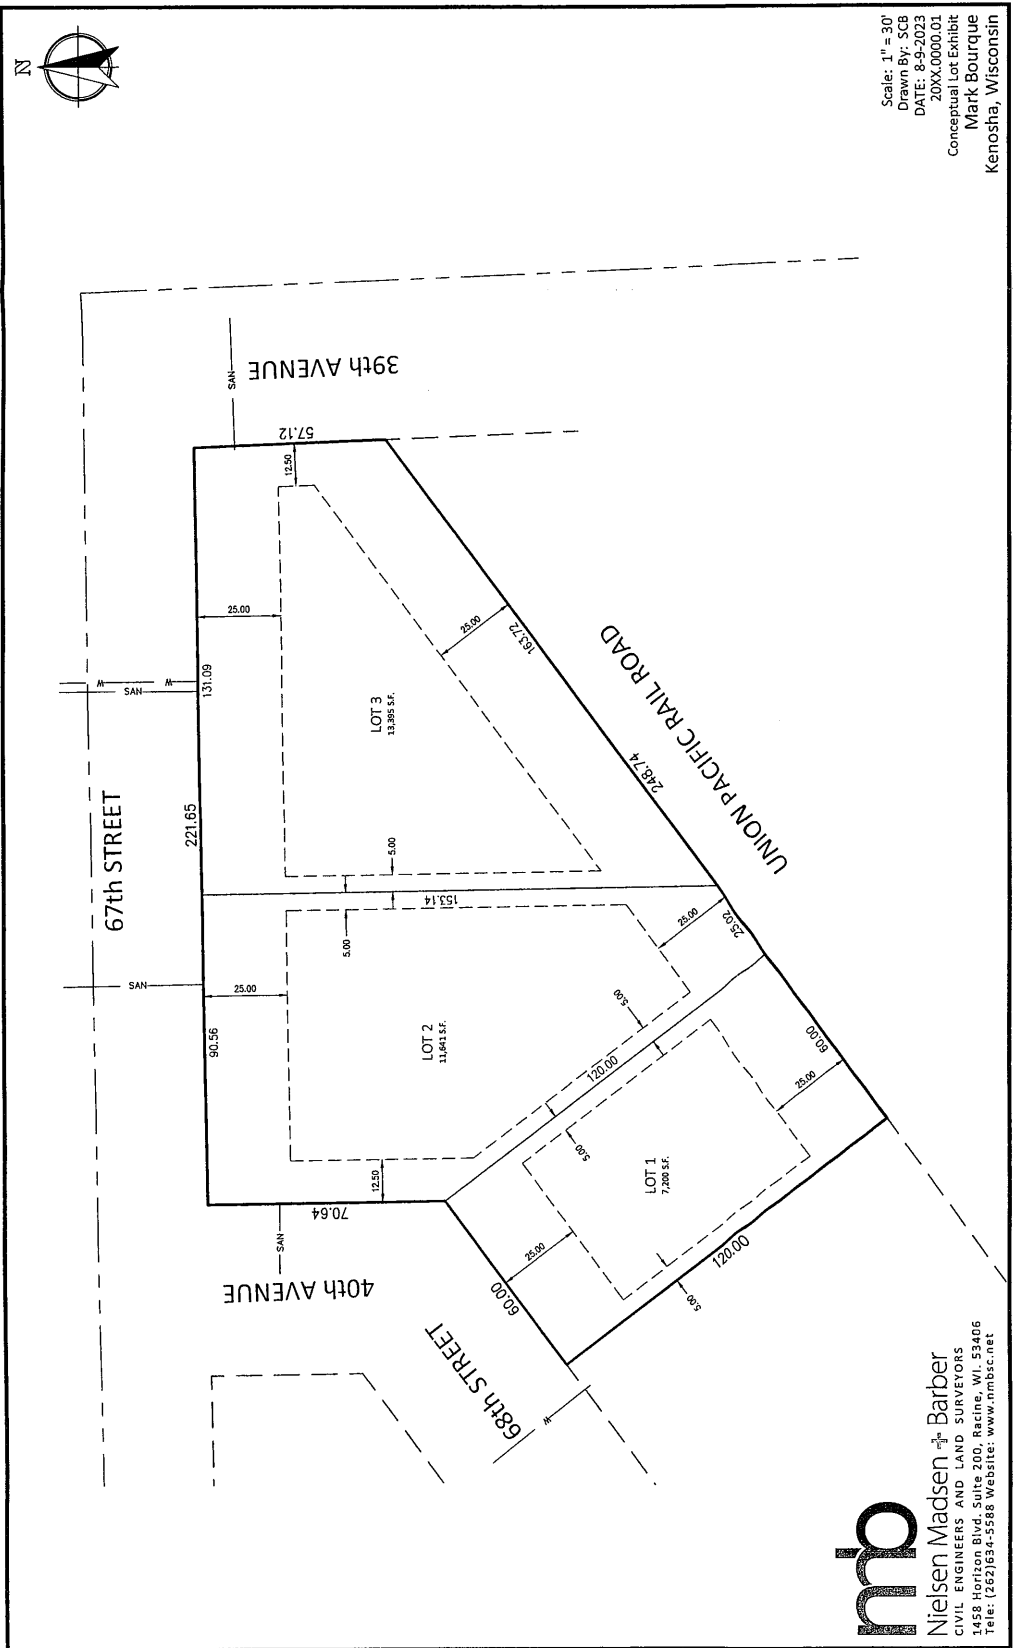 N
67th STREET
221.65
90.56
131.09
SAN
SAN
W
W
SAN
SAN
39th AVENUE
57.12
12.50
25.00
25.00
25.00
163.72
LOT 3
13,395 S.F.
5.00
5.00
153.14
248.74
UNION PACIFIC RAIL ROAD
LOT 2
11,641 S.F.
25.00
25.02
5.00
120.00
12.50
70.64
40th AVENUE
68th STREET
W
60.00
25.00
LOT 1
7,200 S.F.
5.00
5.00
120.00
25.00
60.00
nmb
Nielsen Madsen + Barber
CIVIL ENGINEERS AND LAND SURVEYORS
1458 Horizon Blvd. Suite 200, Racine, WI. 53406
Tele: (262)634-5588 Website: www.nmbsc.net
Scale: 1" = 30'
Drawn By: SCB
DATE: 8-9-2023
20XX.0000.01
Conceptual Lot Exhibit
Mark Bourque
Kenosha, Wisconsin